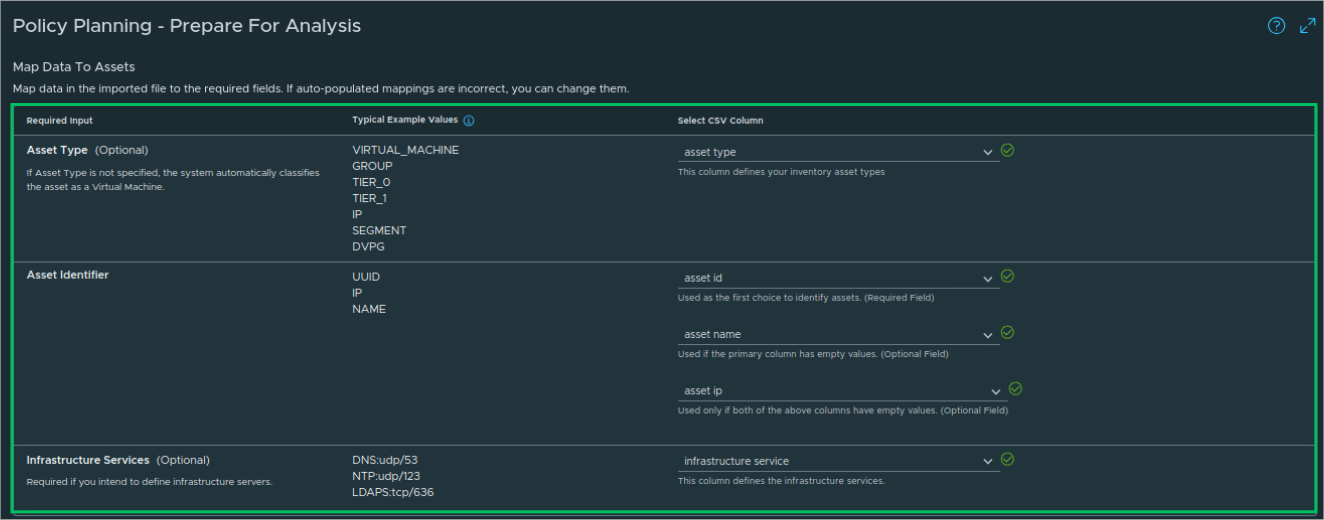 Policy Planning - Prepare For Analysis
Map Data To Assets
Map data in the imported file to the required fields. If auto-populated mappings are incorrect, you can change them.
Required Input
Typical Example Values
Select CSV Column
Asset Type (Optional)
If Asset Type is not specified, the system automatically classifies
the asset as a Virtual Machine.
VIRTUAL_MACHINE
GROUP
TIER_0
TIER_1
IP
SEGMENT
DVPG
asset type
This column defines your inventory asset types
Asset Identifier
UUID
IP
NAME
asset id
Used as the first choice to identify assets. (Required Field)
asset name
Used if the primary column has empty values. (Optional Field)
asset ip
Used only if both of the above columns have empty values. (Optional Field)
Infrastructure Services (Optional)
Required if you intend to define infrastructure servers.
DNS:udp/53
NTP:udp/123
LDAPS:tcp/636
infrastructure service
This column defines the infrastructure services.